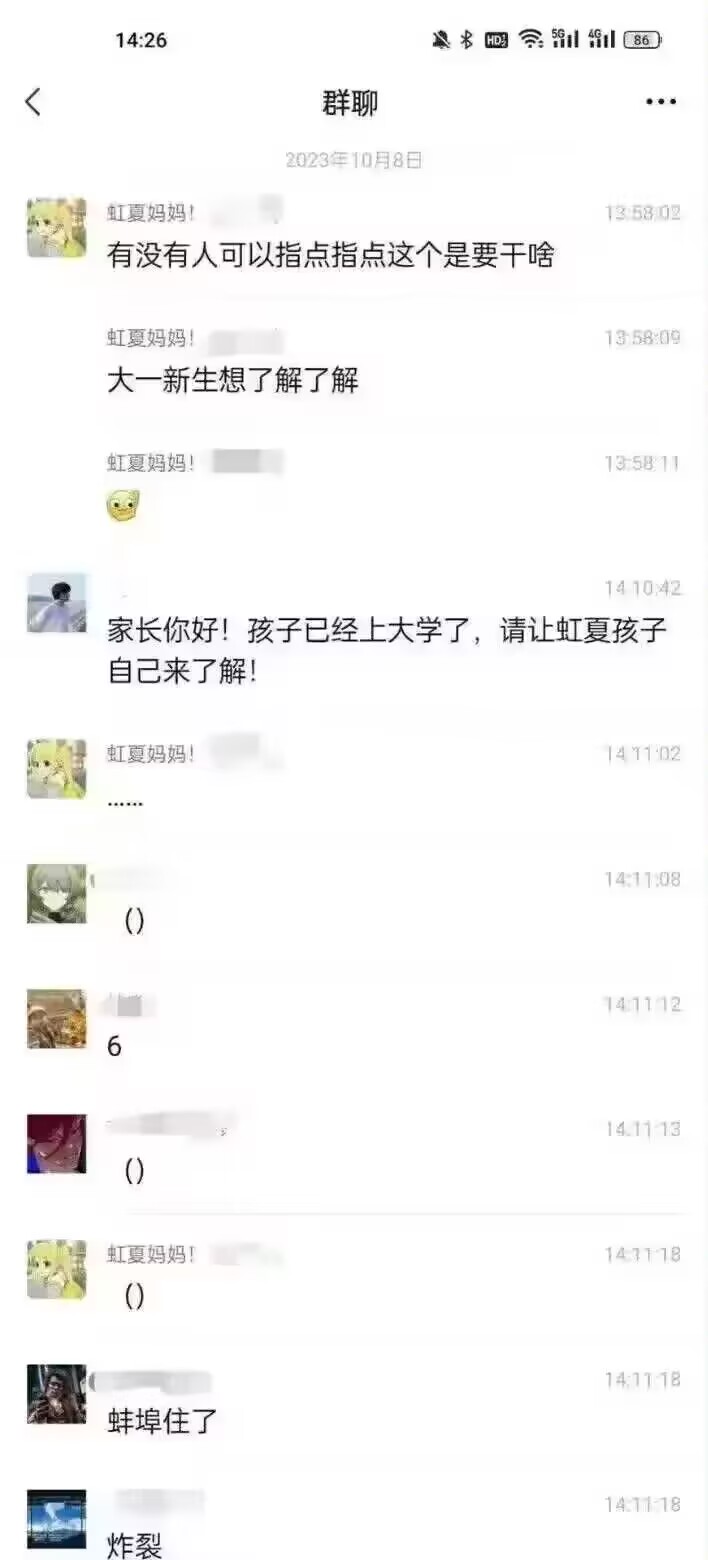 14:26
HD
5G
4G
86
群聊
2023年10月8日
虹夏妈妈！
13:58:02
有没有人可以指点指点这个是要干啥
虹夏妈妈！
13:58:09
大一新生想了解了解
虹夏妈妈！
13:58:11
14:10:42
家长你好！孩子已经上大学了，请让虹夏孩子
自己来了解！
虹夏妈妈！
14:11:02
……
14:11:08
（）
14:11:12
6
14:11:13
（）
虹夏妈妈！
14:11:18
（）
14:11:18
蚌埠住了
14:11:18
炸裂